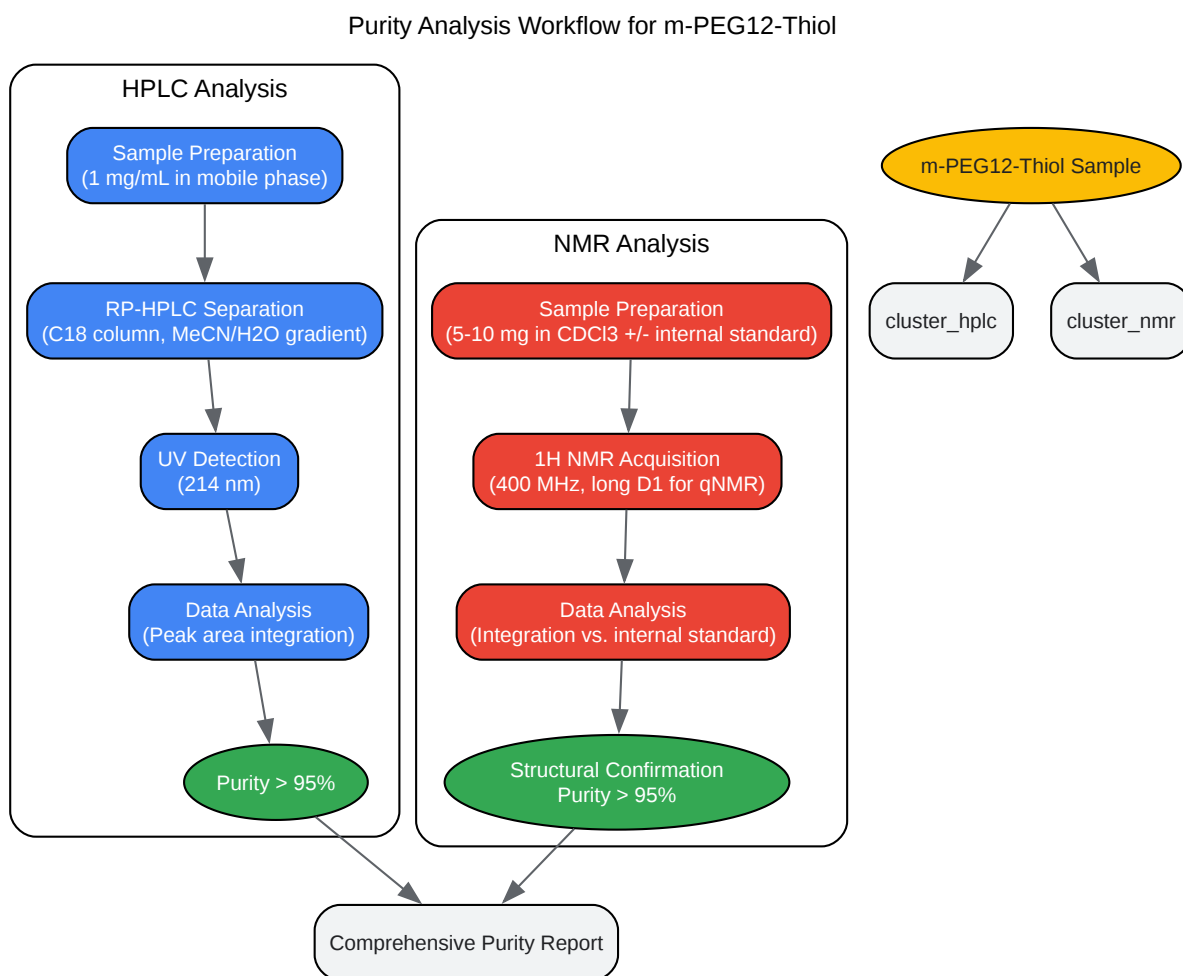 Purity Analysis Workflow for m-PEG12-Thiol
HPLC Analysis
Sample Preparation
(1 mg/mL in mobile phase)
RP-HPLC Separation
(C18 column, MeCN/H2O gradient)
UV Detection
(214 nm)
Data Analysis
(Peak area integration)
Purity > 95%
NMR Analysis
Sample Preparation
(5-10 mg in CDCl3 +/- internal standard)
1H NMR Acquisition
(400 MHz, long D1 for qNMR)
Data Analysis
(Integration vs. internal standard)
Structural Confirmation
Purity > 95%
m-PEG12-Thiol Sample
cluster_hplc
cluster_nmr
Comprehensive Purity Report